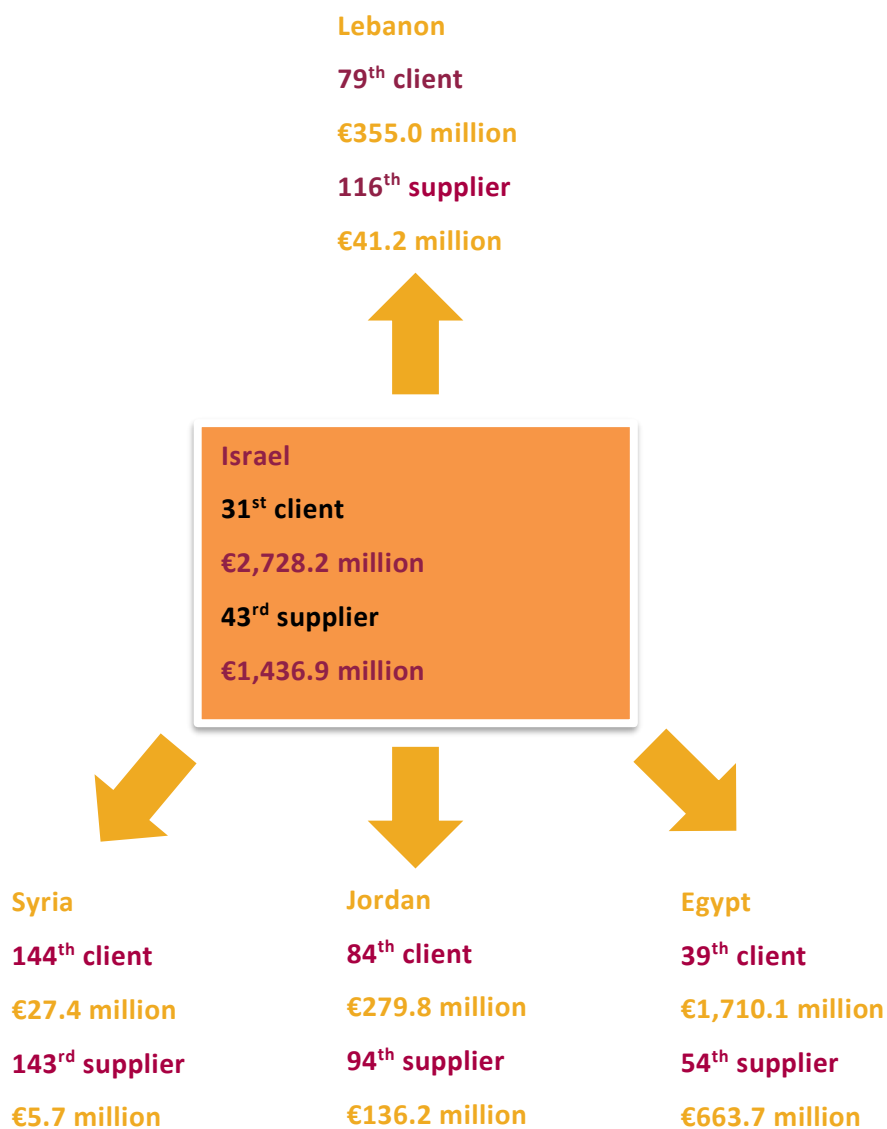 Lebanon
79th client
€355.0 million
116th supplier
€41.2 million
Israel
31st client
€2,728.2 million
43rd supplier
€1,436.9 million
Syria
144th client
€27.4 million
143rd supplier
€5.7 million
Jordan
84th client
€279.8 million
94th supplier
€136.2 million
Egypt
39th client
€1,710.1 million
54th supplier
€663.7 million